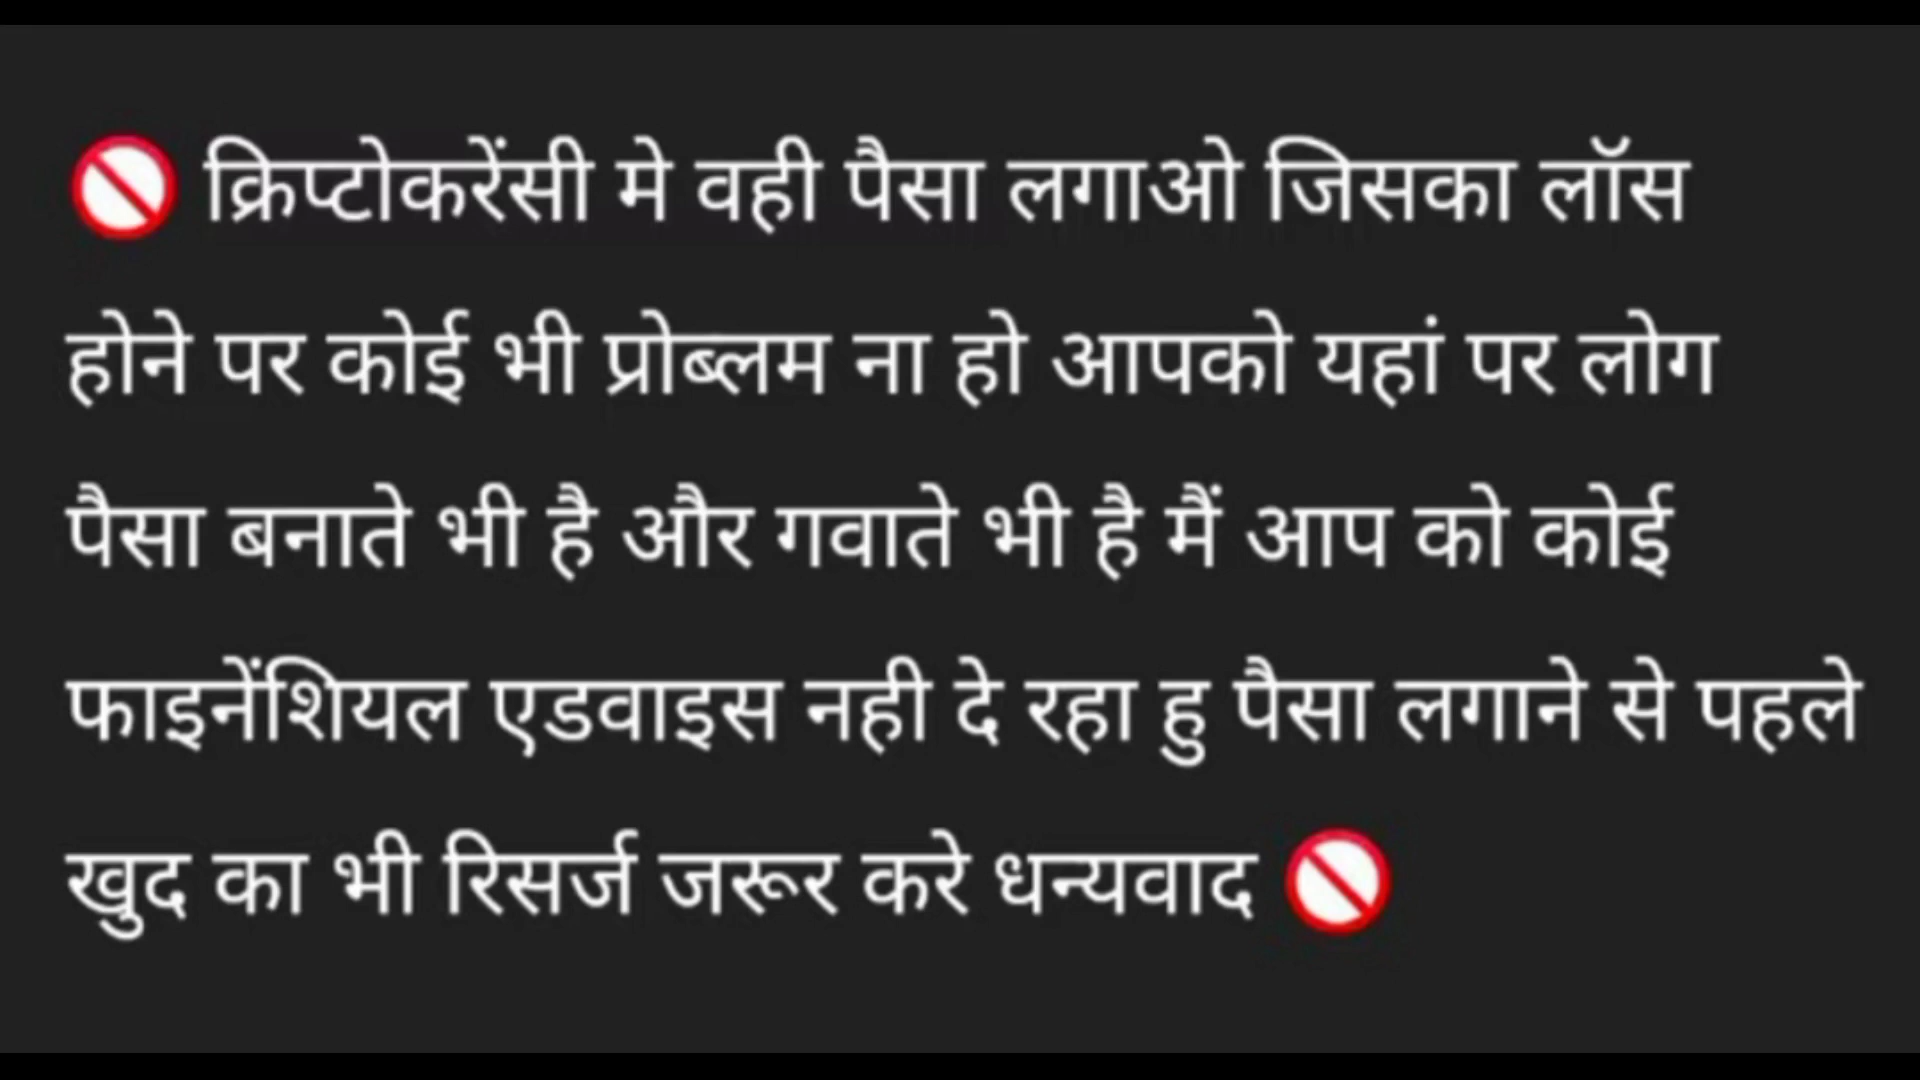 🚫 क्रिप्टोकरेंसी मे वही पैसा लगाओ जिसका लॉस
होने पर कोई भी प्रोब्लम ना हो आपको यहां पर लोग
पैसा बनाते भी है और गवाते भी है मैं आप को कोई
फाइनेंशियल एडवाइस नही दे रहा हु पैसा लगाने से पहले
खुद का भी रिसर्ज जरूर करे धन्यवाद 🚫